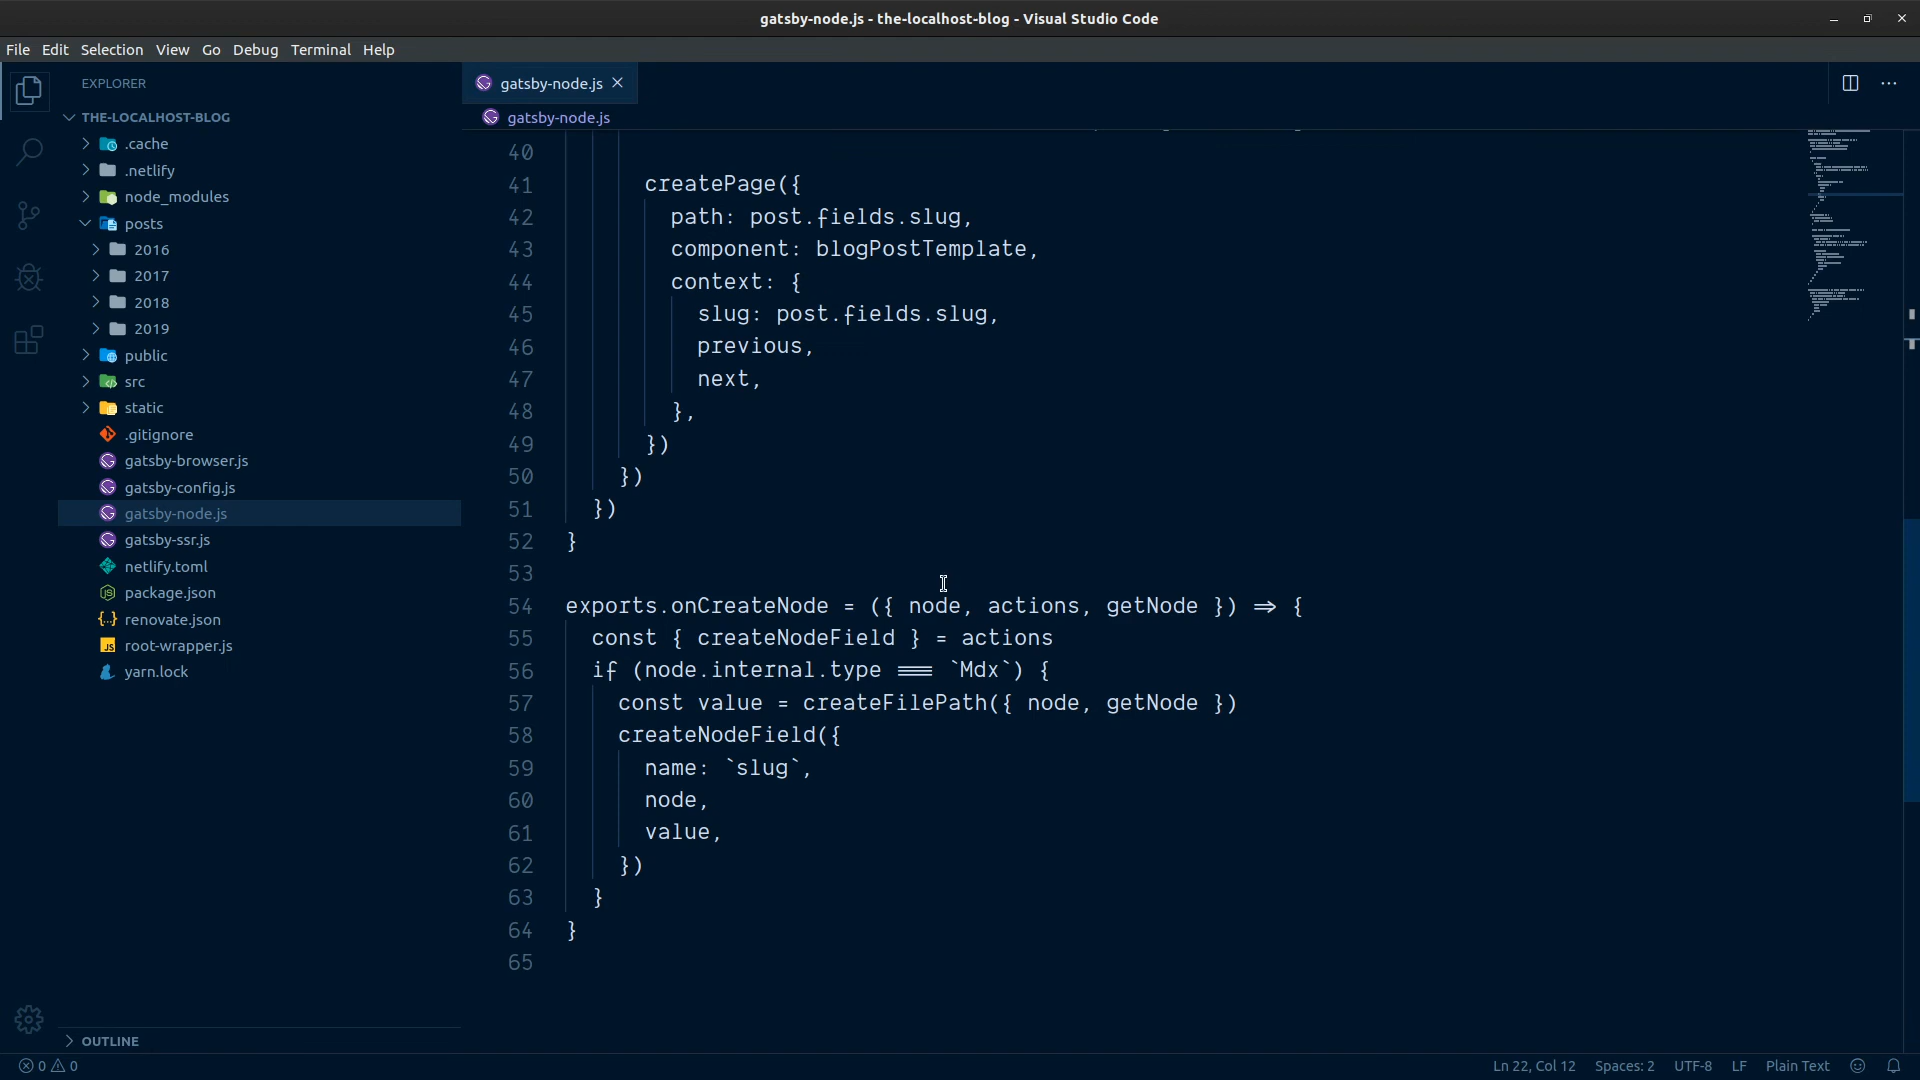 gatsby-node.js - the-localhost-blog - Visual Studio Code
File Edit Selection View Go Debug Terminal Help
EXPLORER
THE-LOCALHOST-BLOG
.cache
.netlify
node_modules
posts
2016
2017
2018
2019
public
src
static
.gitignore
gatsby-browser.js
gatsby-config.js
gatsby-node.js
gatsby-ssr.js
netlify.toml
package.json
renovate.json
root-wrapper.js
yarn.lock
OUTLINE
gatsby-node.js
gatsby-node.js
40
41 createPage({
42 path: post.fields.slug,
43 component: blogPostTemplate,
44 context: {
45 slug: post.fields.slug,
46 previous,
47 next,
48 },
49 })
50 })
51 })
52 }
53
54 exports.onCreateNode = ({ node, actions, getNode }) => {
55 const { createNodeField } = actions
56 if (node.internal.type === `Mdx`) {
57 const value = createFilePath({ node, getNode })
58 createNodeField({
59 name: `slug`,
60 node,
61 value,
62 })
63 }
64 }
65
0 0 Ln 22, Col 12 Spaces: 2 UTF-8 LF Plain Text